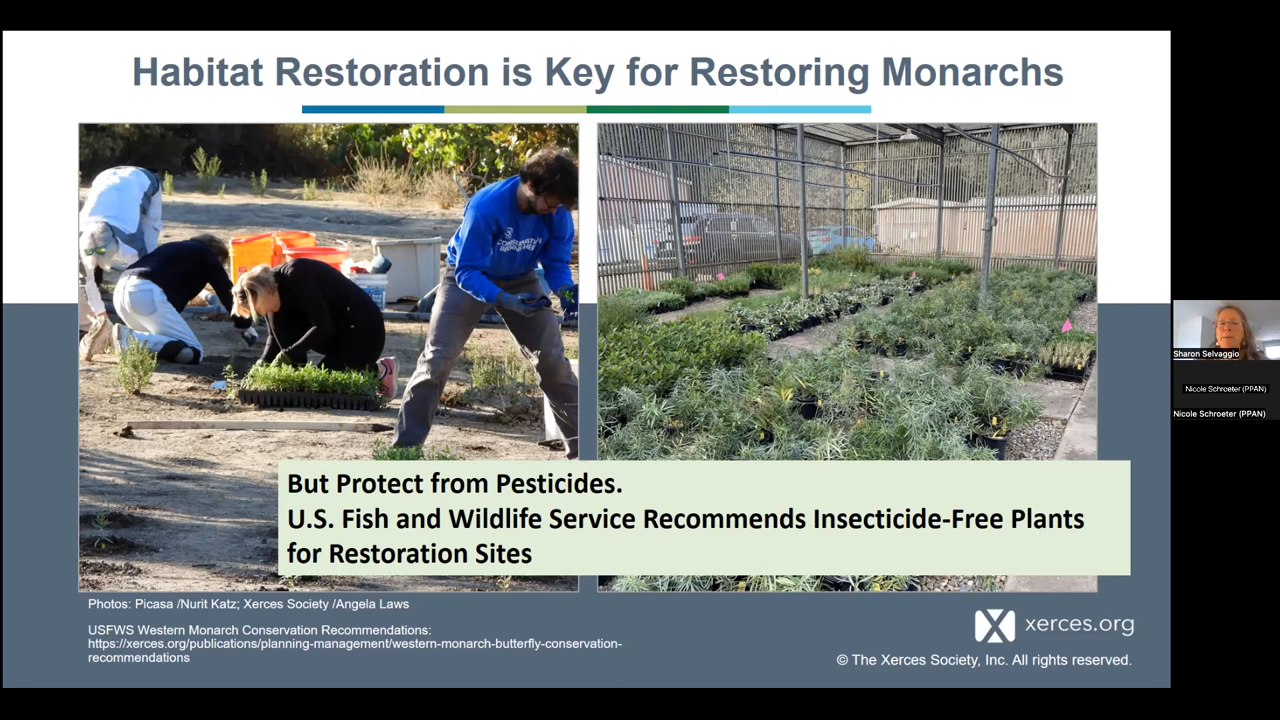 Habitat Restoration is Key for Restoring Monarchs
But Protect from Pesticides.
U.S. Fish and Wildlife Service Recommends Insecticide-Free Plants
for Restoration Sites
Photos: Picasa /Nurit Katz; Xerces Society /Angela Laws
USFWS Western Monarch Conservation Recommendations:
https://xerces.org/publications/planning-management/western-monarch-butterfly-conservation-
recommendations
xerces.org
© The Xerces Society, Inc. All rights reserved.
Sharon Selvaggio
Nicole Schroeter (PPAN)
Nicole Schroeter (PPAN)